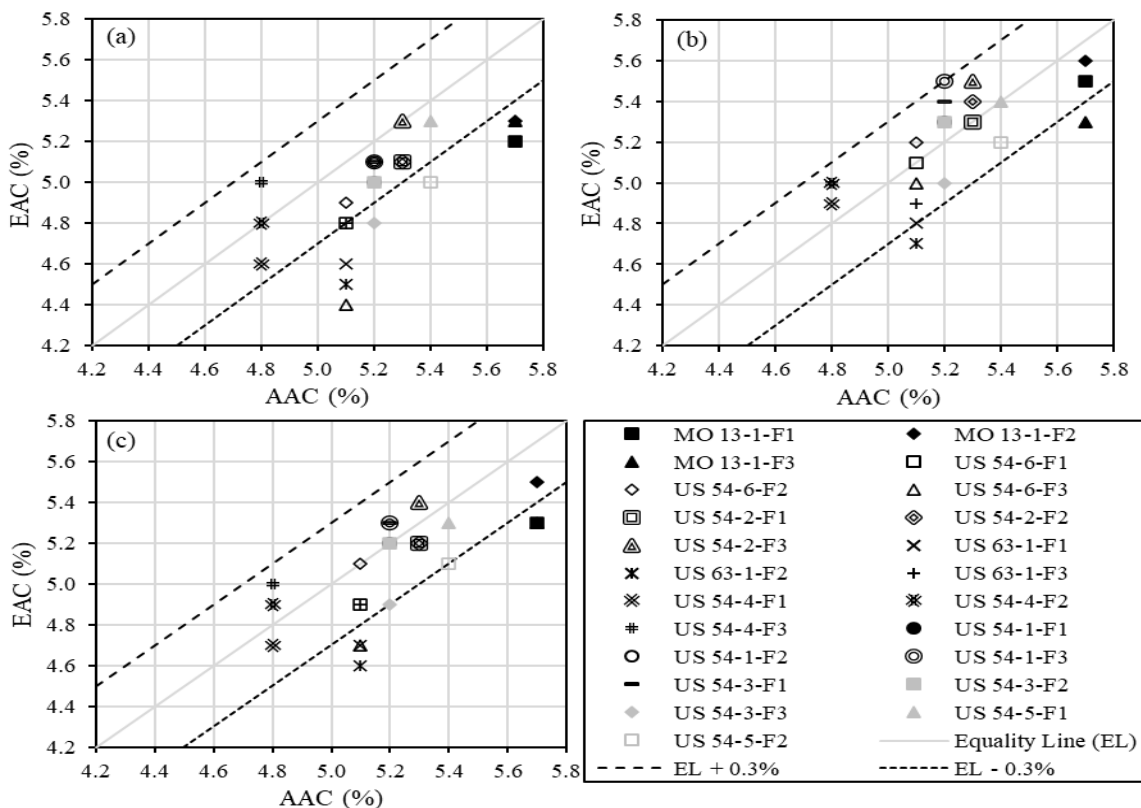 (a)
EAC (%)
5.8
5.6
5.4
5.2
5.0
4.8
4.6
4.4
4.2
4.2 4.4 4.6 4.8 5.0 5.2 5.4 5.6 5.8
AAC (%)
(b)
EAC (%)
5.8
5.6
5.4
5.2
5.0
4.8
4.6
4.4
4.2
4.2 4.4 4.6 4.8 5.0 5.2 5.4 5.6 5.8
AAC (%)
(c)
EAC (%)
5.8
5.6
5.4
5.2
5.0
4.8
4.6
4.4
4.2
4.2 4.4 4.6 4.8 5.0 5.2 5.4 5.6 5.8
AAC (%)
MO 13-1-F1 MO 13-1-F2
MO 13-1-F3 US 54-6-F1
US 54-6-F2 US 54-6-F3
US 54-2-F1 US 54-2-F2
US 54-2-F3 US 63-1-F1
US 63-1-F2 US 63-1-F3
US 54-4-F1 US 54-4-F2
US 54-4-F3 US 54-1-F1
US 54-1-F2 US 54-1-F3
US 54-3-F1 US 54-3-F2
US 54-3-F3 US 54-5-F1
US 54-5-F2 Equality Line (EL)
EL + 0.3% EL - 0.3%